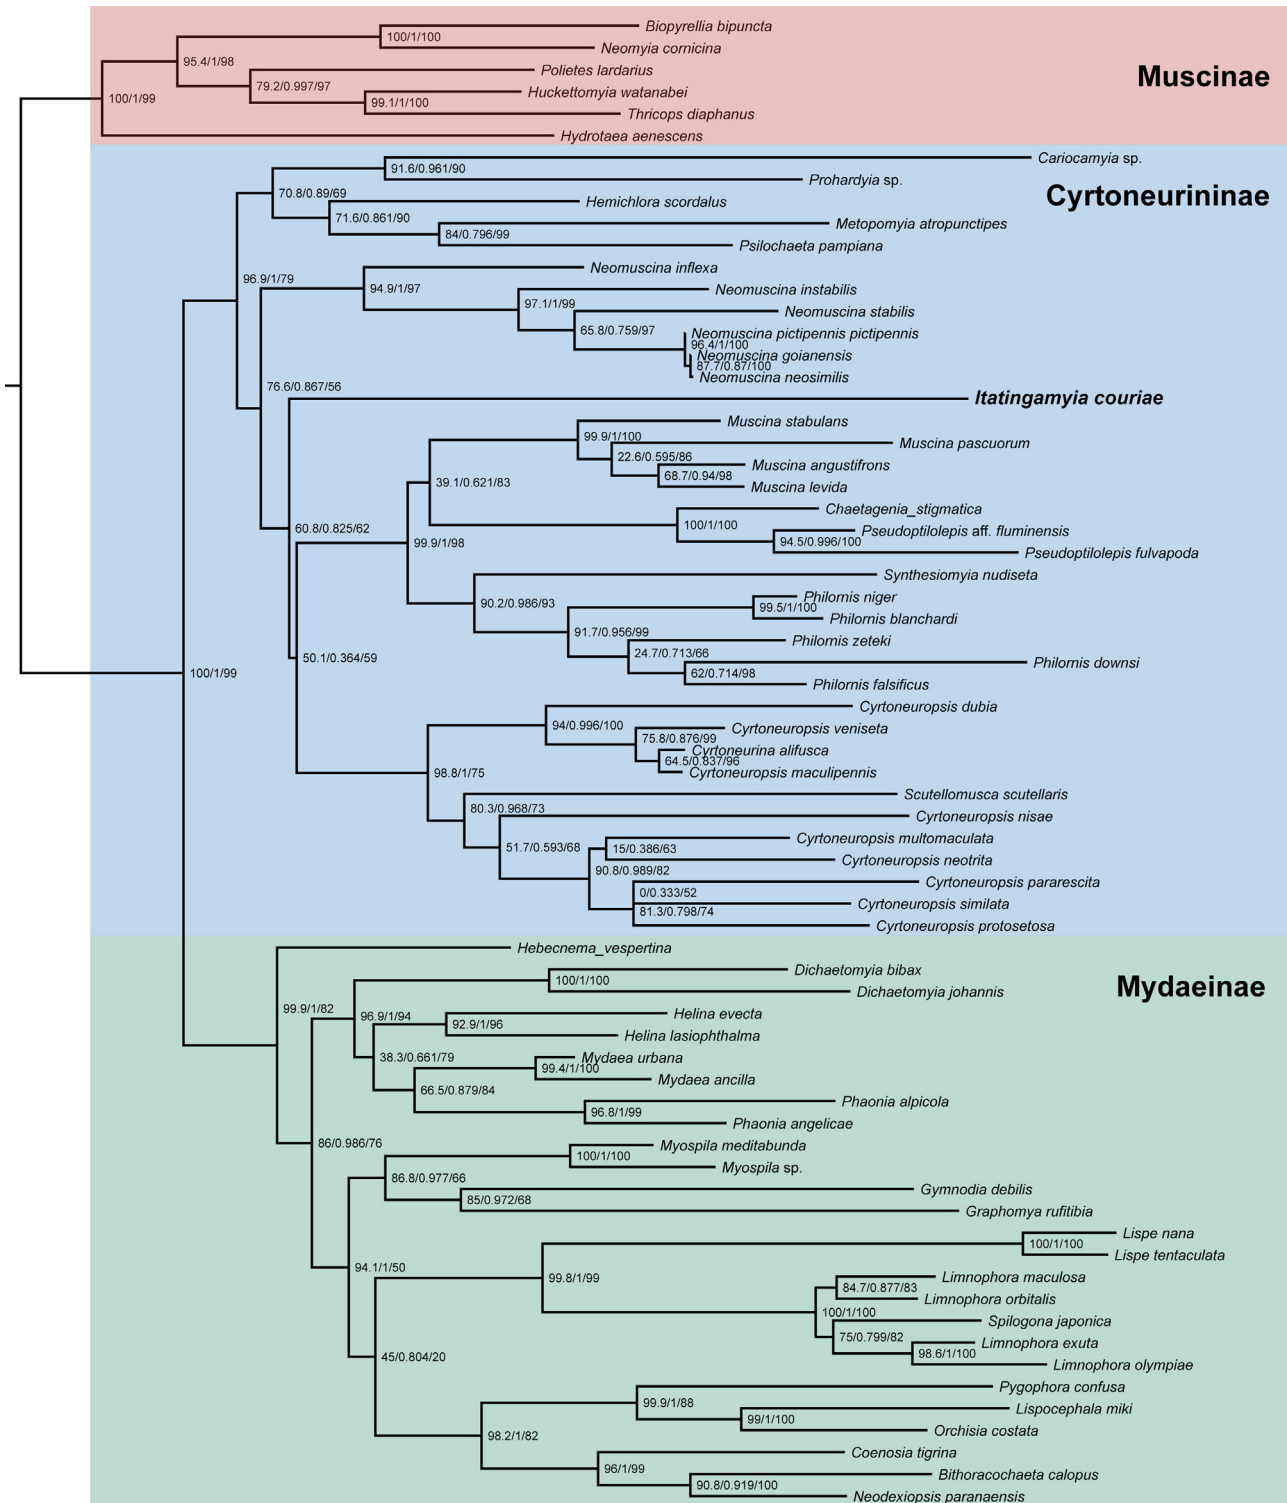 Biopyrellia bipuncta
100/1/100
Neomyia cornicina
95.4/1/98
Polietes lardarius
Muscinae
79.2/0.997/97
Huckettomyia watanabei
100/1/99
99.1/1/100
Thricops diaphanus
Hydrotaea aenescens
Cariocamyia sp.
91.6/0.961/90
Prohardyia sp.
70.8/0.89/69
Cyrtoneurininae
Hemichlora scordalus
71.6/0.861/90
Metopomyia atropunctipes
84/0.796/99
Psilochaeta pampiana
Neomuscina inflexa
96.9/1/79
94.9/1/97
Neomuscina instabilis
97.1/1/99
Neomuscina stabilis
65.8/0.759/97
Neomuscina pictipennis pictipennis
96.4/1/100
Neomuscina goianensis
87.7/0.87/100
Neomuscina neosimilis
76.6/0.867/56
Itatingamyia couriae
Muscina stabulans
99.9/1/100
Muscina pascuorum
22.6/0.595/86
Muscina angustifrons
68.7/0.94/98
39.1/0.621/83
Muscina levida
Chaetagenia_stigmatica
100/1/100
60.8/0.825/62
Pseudoptilolepis aff. fluminensis
99.9/1/98
94.5/0.996/100
Pseudoptilolepis fulvapoda
Synthesiomyia nudiseta
Philornis niger
90.2/0.986/93
99.5/1/100
Philornis blanchardi
91.7/0.956/99
Philornis zeteki
24.7/0.713/66
50.1/0.364/59
Philornis downsi
100/1/99
62/0.714/98
Philornis falsificus
Cyrtoneuropsis dubia
94/0.996/100
Cyrtoneuropsis veniseta
75.8/0.876/99
Cyrtoneurina alifusca
64.5/0.837/96
98.8/1/75
Cyrtoneuropsis maculipennis
Scutellomusca scutellaris
80.3/0.968/73
Cyrtoneuropsis nisae
Cyrtoneuropsis multomaculata
51.7/0.593/68
15/0.386/63
Cyrtoneuropsis neotrita
90.8/0.989/82
Cyrtoneuropsis pararescita
0/0.333/52
Cyrtoneuropsis similata
81.3/0.798/74
Cyrtoneuropsis protosetosa
Hebecnema_vespertina
Dichaetomyia bibax
100/1/100
Mydaeinae
Dichaetomyia johannis
99.9/1/82
Helina evecta
96.9/1/94
92.9/1/96
Helina lasiophthalma
38.3/0.661/79
Mydaea urbana
99.4/1/100
Mydaea ancilla
66.5/0.879/84
Phaonia alpicola
96.8/1/99
Phaonia angelicae
86/0.986/76
Myospila meditabunda
100/1/100
Myospila sp.
86.8/0.977/66
Gymnodia debilis
85/0.972/68
Graphomya rufitibia
Lispe nana
100/1/100
Lispe tentaculata
94.1/1/50
99.8/1/99
Limnophora maculosa
84.7/0.877/83
Limnophora orbitalis
100/1/100
Spilogona japonica
75/0.799/82
Limnophora exuta
98.6/1/100
45/0.804/20
Limnophora olympiae
Pygophora confusa
99.9/1/88
Lispocephala miki
99/1/100
Orchisia costata
98.2/1/82
Coenosia tigrina
96/1/99
Bithoracochaeta calopus
90.8/0.919/100
Neodexiopsis paranaensis